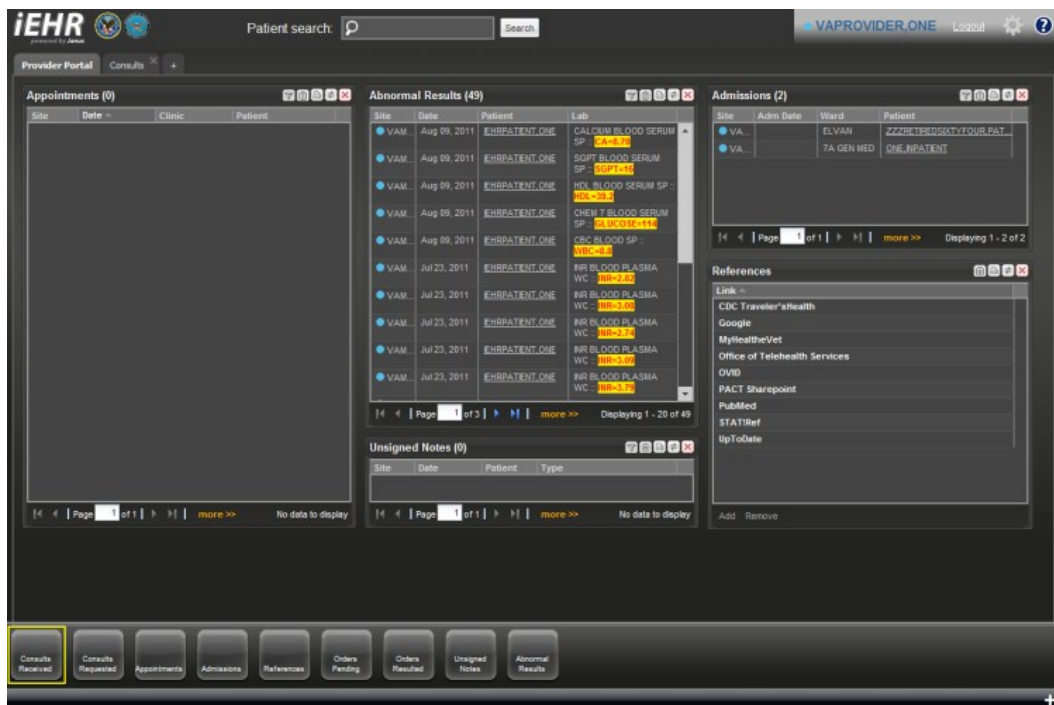 iEHR
powered by Janus
Patient search:
Search
VAPROVIDER,ONE
Logout
?
Provider Portal
Consults
+
Appointments (0)
Site Date Clinic Patient
Page 1 of 1
more >>
No data to display
Abnormal Results (49)
Site Date Patient Lab
VAM... Aug 09, 2011 EHRPATIENT,ONE CALCIUM BLOOD SERUM
SP :: CA=8.70
VAM... Aug 09, 2011 EHRPATIENT,ONE SGPT BLOOD SERUM
SP :: SGPT=16
VAM... Aug 09, 2011 EHRPATIENT,ONE HDL BLOOD SERUM SP ::
HDL=39.2
VAM... Aug 09, 2011 EHRPATIENT,ONE CHEM 7 BLOOD SERUM
SP :: GLUCOSE=114
VAM... Aug 09, 2011 EHRPATIENT,ONE CBC BLOOD SP ::
WBC=8.8
VAM... Jul 23, 2011 EHRPATIENT,ONE INR BLOOD PLASMA
WC :: INR=2.82
VAM... Jul 23, 2011 EHRPATIENT,ONE INR BLOOD PLASMA
WC :: INR=3.08
VAM... Jul 23, 2011 EHRPATIENT,ONE INR BLOOD PLASMA
WC :: INR=2.74
VAM... Jul 23, 2011 EHRPATIENT,ONE INR BLOOD PLASMA
WC :: INR=3.09
VAM... Jul 23, 2011 EHRPATIENT,ONE INR BLOOD PLASMA
WC :: INR=3.79
Page 1 of 3
more >>
Displaying 1 - 20 of 49
Unsigned Notes (0)
Site Date Patient Type
Page 1 of 1
more >>
No data to display
Admissions (2)
Site Adm Date Ward Patient
VA... ELVAN ZZZRETIREDSIXTYFOUR,PAT...
VA... 7A GEN MED ONE,INPATIENT
Page 1 of 1
more >>
Displaying 1 - 2 of 2
References
Link
CDC Traveler'sHealth
Google
MyHealtheVet
Office of Telehealth Services
OVID
PACT Sharepoint
PubMed
STAT!Ref
UpToDate
Add Remove
Consults
Received
Consults
Requested
Appointments
Admissions
References
Orders
Pending
Orders
Resulted
Unsigned
Notes
Abnormal
Results
+